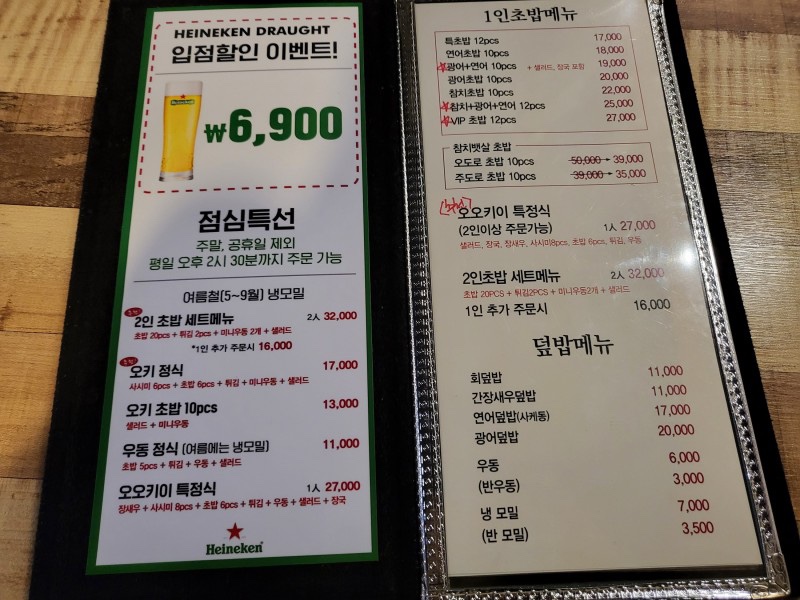 HEINEKEN DRAUGHT
입점할인 이벤트!
Heineken
₩6,900
점심특선
주말, 공휴일 제외
평일 오후 2시 30분까지 주문 가능
여름철(5~9월) 냉모밀
2인 초밥 세트메뉴 2人 32,000
초밥 20pcs + 튀김 2pcs + 미니우동 2개 + 샐러드
*1인 추가 주문시 16,000
오키 정식 17,000
사시미 6pcs + 초밥 6pcs + 튀김 + 미니우동 + 샐러드
오키 초밥 10pcs 13,000
샐러드 + 미니우동
우동 정식 (여름에는 냉모밀) 11,000
초밥 5pcs + 튀김 + 우동 + 샐러드
오오키이 특정식 1人 27,000
장새우 + 사시미 8pcs + 초밥 6pcs + 튀김 + 우동 + 샐러드 + 장국
Heineken
1인초밥메뉴
특초밥 12pcs 17,000
연어초밥 10pcs 18,000
광어+연어 10pcs + 샐러드, 장국 포함 19,000
광어초밥 10pcs 20,000
참치초밥 10pcs 22,000
참치+광어+연어 12pcs 25,000
VIP 초밥 12pcs 27,000
참치뱃살 초밥
오도로 초밥 10pcs 50,000 → 39,000
주도로 초밥 10pcs 39,000 → 35,000
오오키이 특정식
(2인이상 주문가능) 1人 27,000
샐러드, 장국, 장새우, 사시미8pcs, 초밥 6pcs, 튀김, 우동
2인초밥 세트메뉴 2人 32,000
초밥 20PCS + 튀김2PCS + 미니우동2개 + 샐러드
1인 추가 주문시 16,000
덮밥메뉴
회덮밥 11,000
간장새우덮밥 11,000
연어덮밥(사케동) 17,000
광어덮밥 20,000
우동 6,000
(반우동) 3,000
냉 모밀 7,000
(반 모밀) 3,500